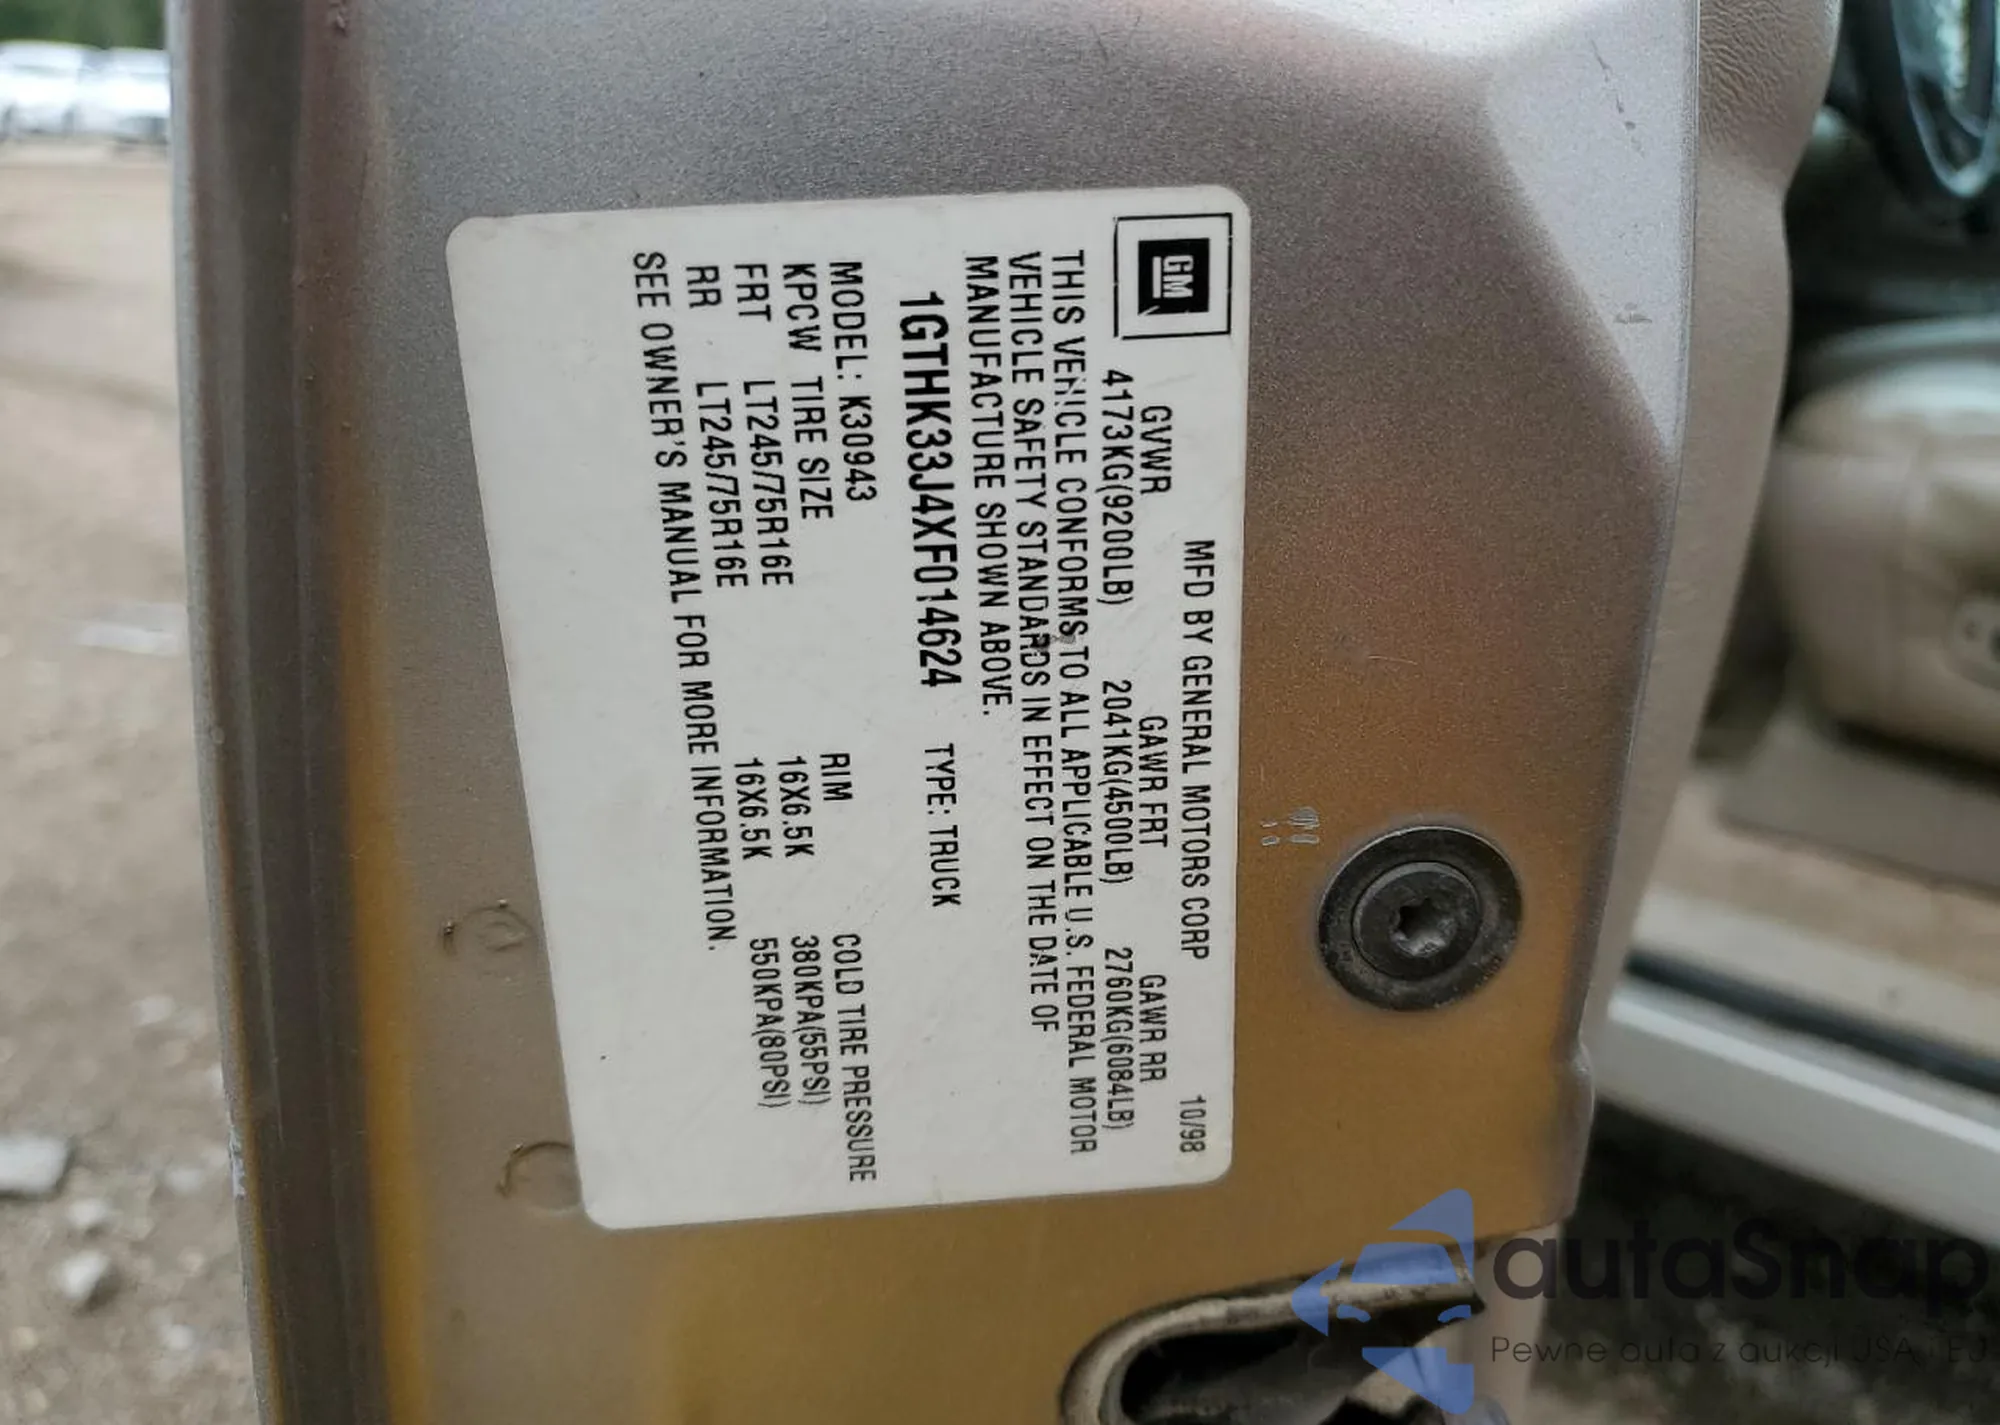 GM
MFD BY GENERAL MOTORS CORP 10/98
GVWR GAWR FRT GAWR RR
4173KG(9200LB) 2041KG(4500LB) 2760KG(6084LB)
THIS VEHICLE CONFORMS TO ALL APPLICABLE U.S. FEDERAL MOTOR
VEHICLE SAFETY STANDARDS IN EFFECT ON THE DATE OF
MANUFACTURE SHOWN ABOVE.
1GTHK33J4XF014624 TYPE: TRUCK
MODEL: K30943
KPCW TIRE SIZE RIM COLD TIRE PRESSURE
FRT LT245/75R16E 16X6.5K 380KPA(55PSI)
RR LT245/75R16E 16X6.5K 550KPA(80PSI)
SEE OWNER'S MANUAL FOR MORE INFORMATION.
autaSnap
Pewne auta z aukcji USA i EU